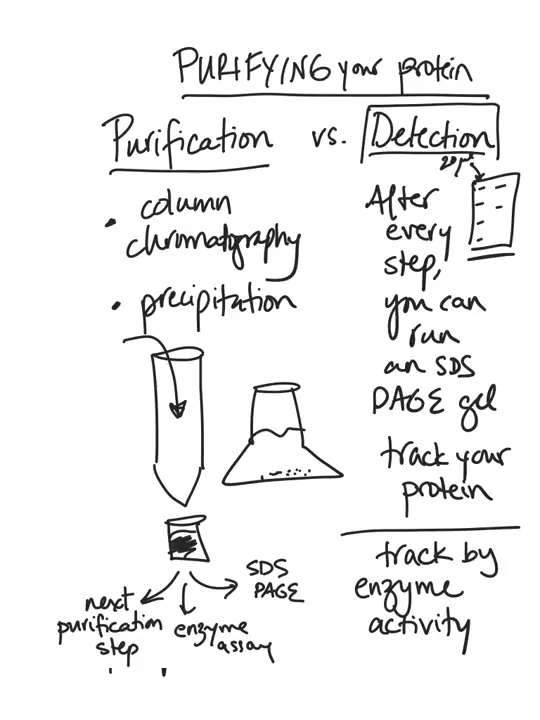 PURIFYING your protein
Purification vs. Detection
• column
chromatography
• precipitation
After
every
step,
you can
run
an SDS
PAGE gel
track your
protein
track by
enzyme
activity
SDS
PAGE
enzyme
assay
next
purification
step